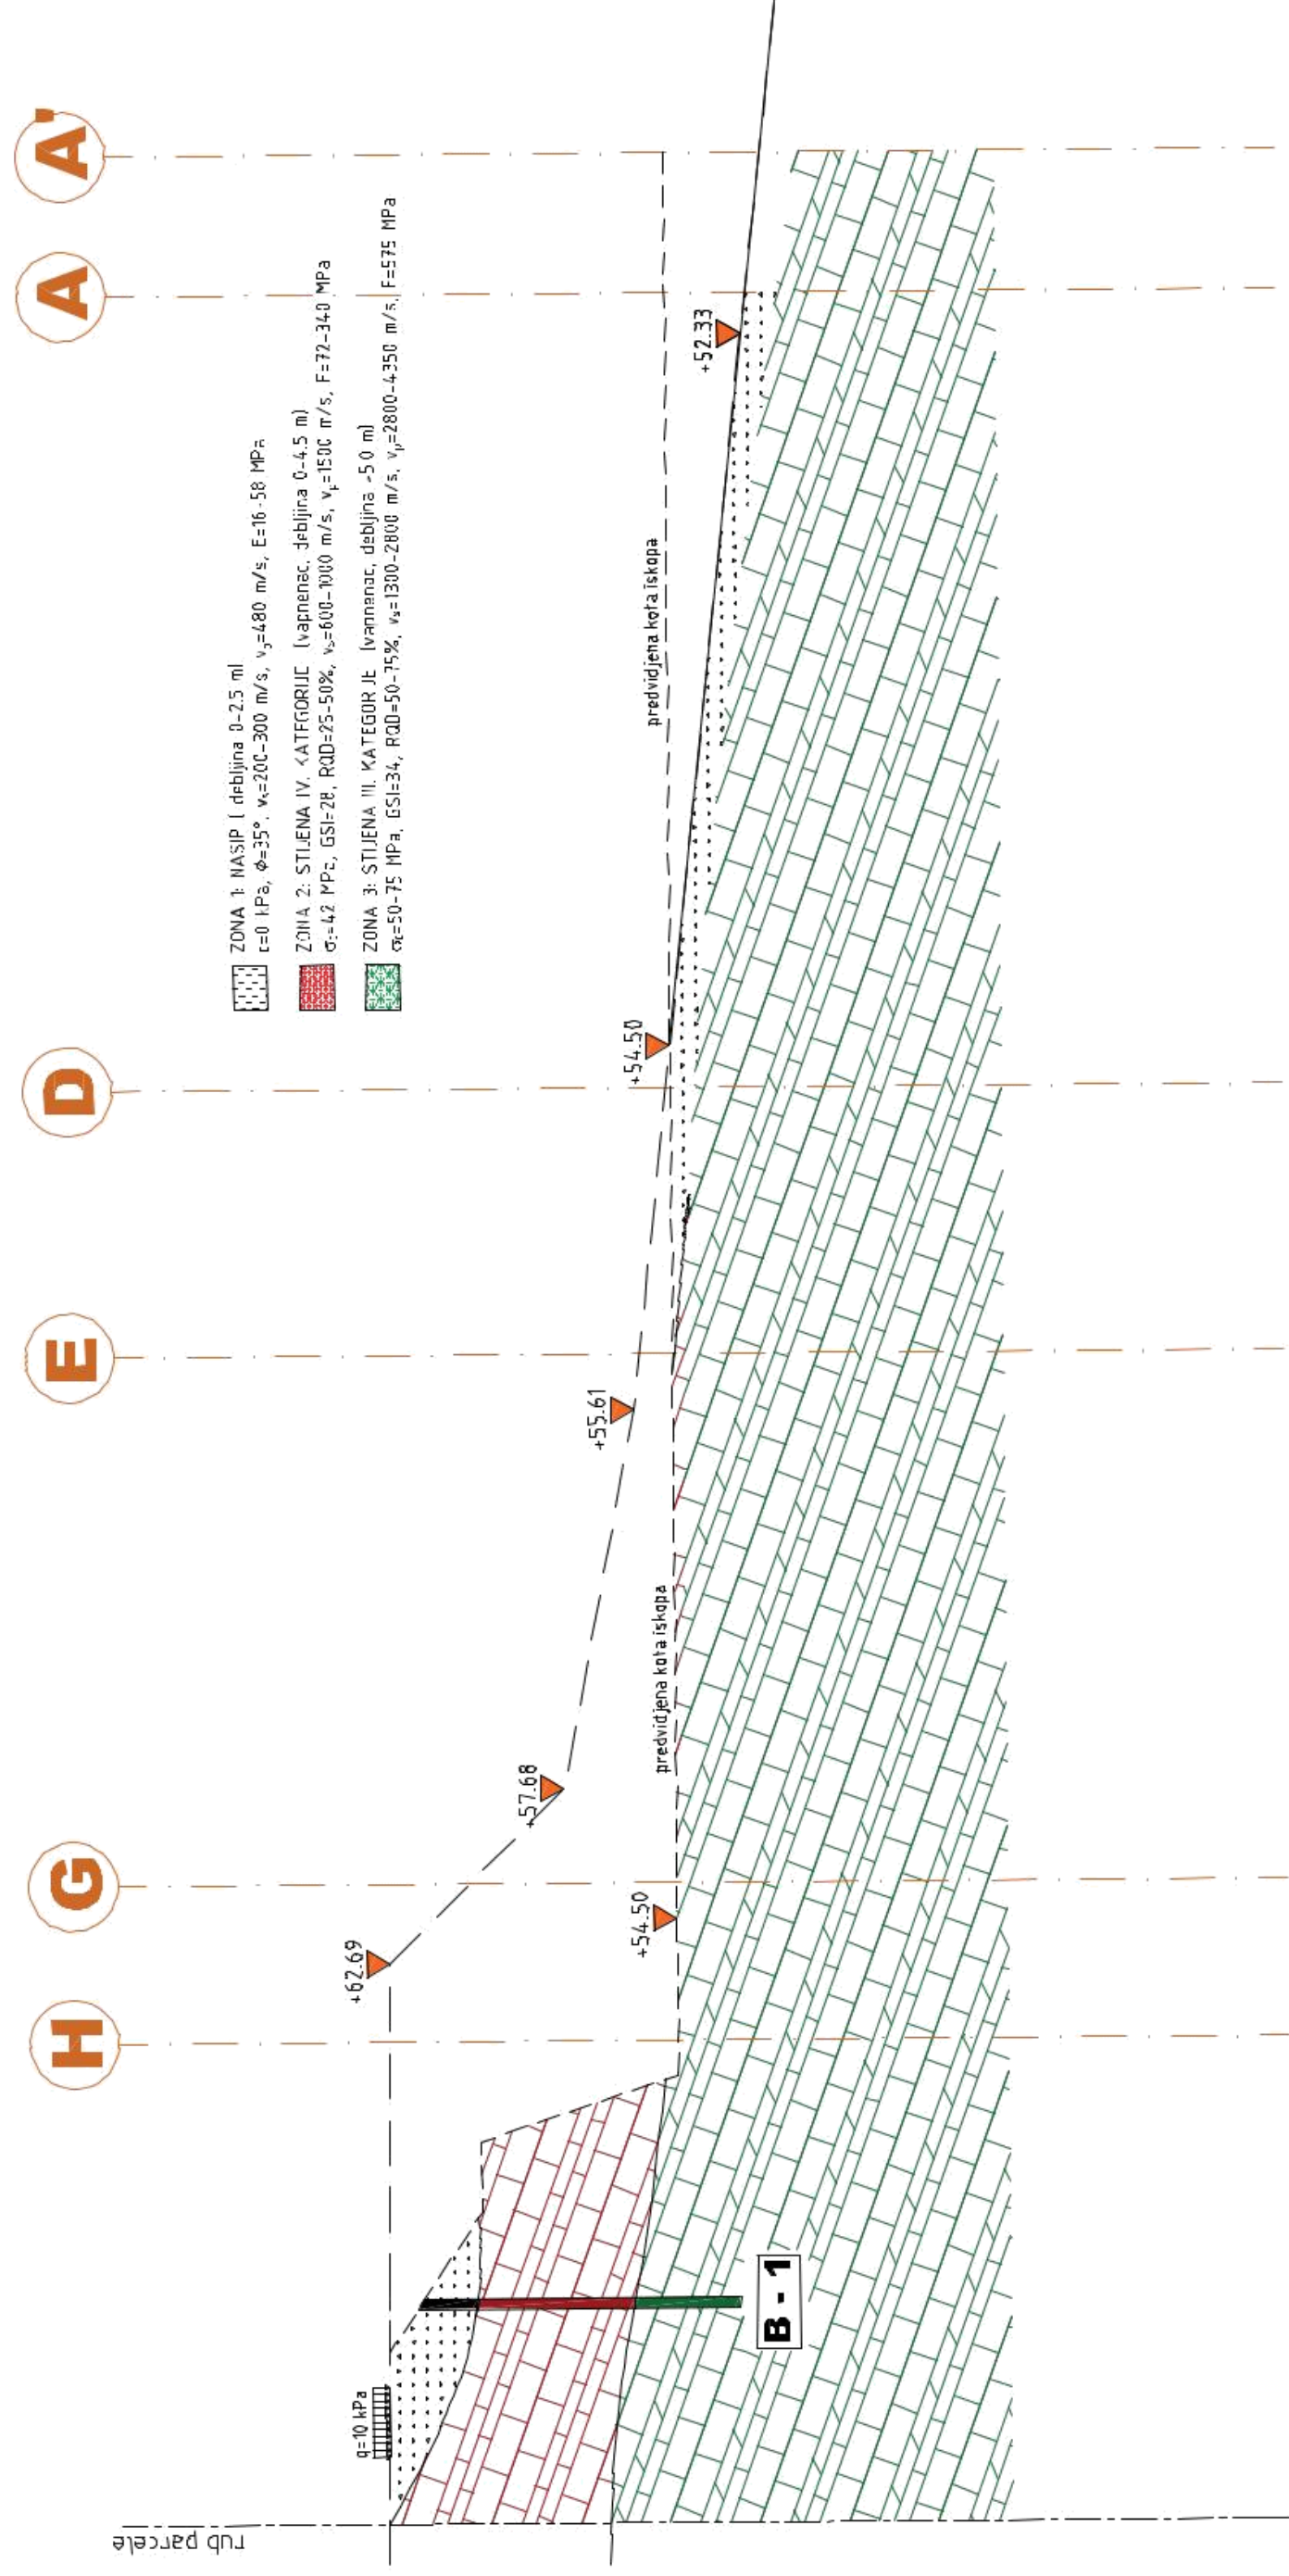 H
G
E
D
A
A'
rub parcele
q=10 kPa
+62.69
+57.68
+54.50
+55.61
+54.50
+52.33
predvidjena kota iskopa
predvidjena kota iskopa
B - 1
ZONA 1: NASIP ( debljina 0-2.5 m)
c=0 kPa, ϕ=35°, vs=200-300 m/s, vp=480 m/s, E=16-58 MPa
ZONA 2: STIJENA IV. KATEGORIJE (vapnenac, debljina 0-4.5 m)
σc=42 MPa, GSI=28, RQD=25-50%, vs=600-1000 m/s, vp=1500 m/s, E=72-340 MPa
ZONA 3: STIJENA III. KATEGORIJE (vapnenac, debljina ~5.0 m)
σc=50-75 MPa, GSI=34, RQD=50-75%, vs=1300-2800 m/s, vp=2800-4350 m/s, E=575 MPa